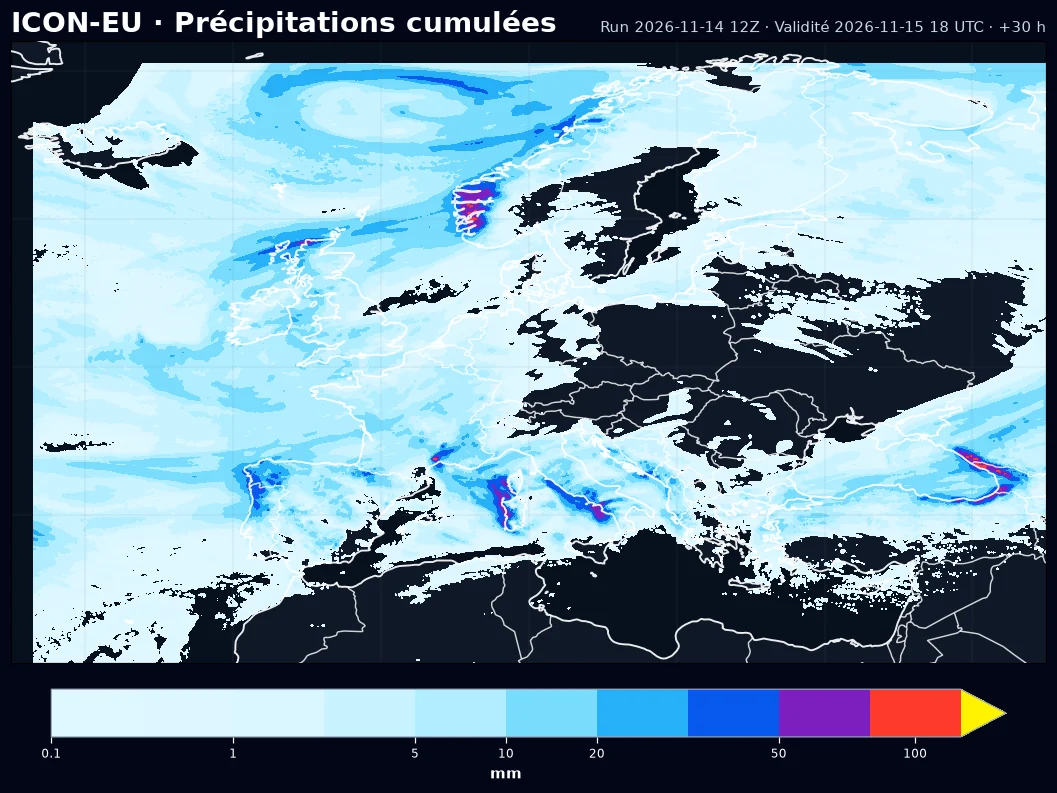 ICON-EU · Précipitations cumulées
Run 2026-11-14 12Z · Validité 2026-11-15 18 UTC · +30 h
0.1 1 5 10 20 50 100
mm